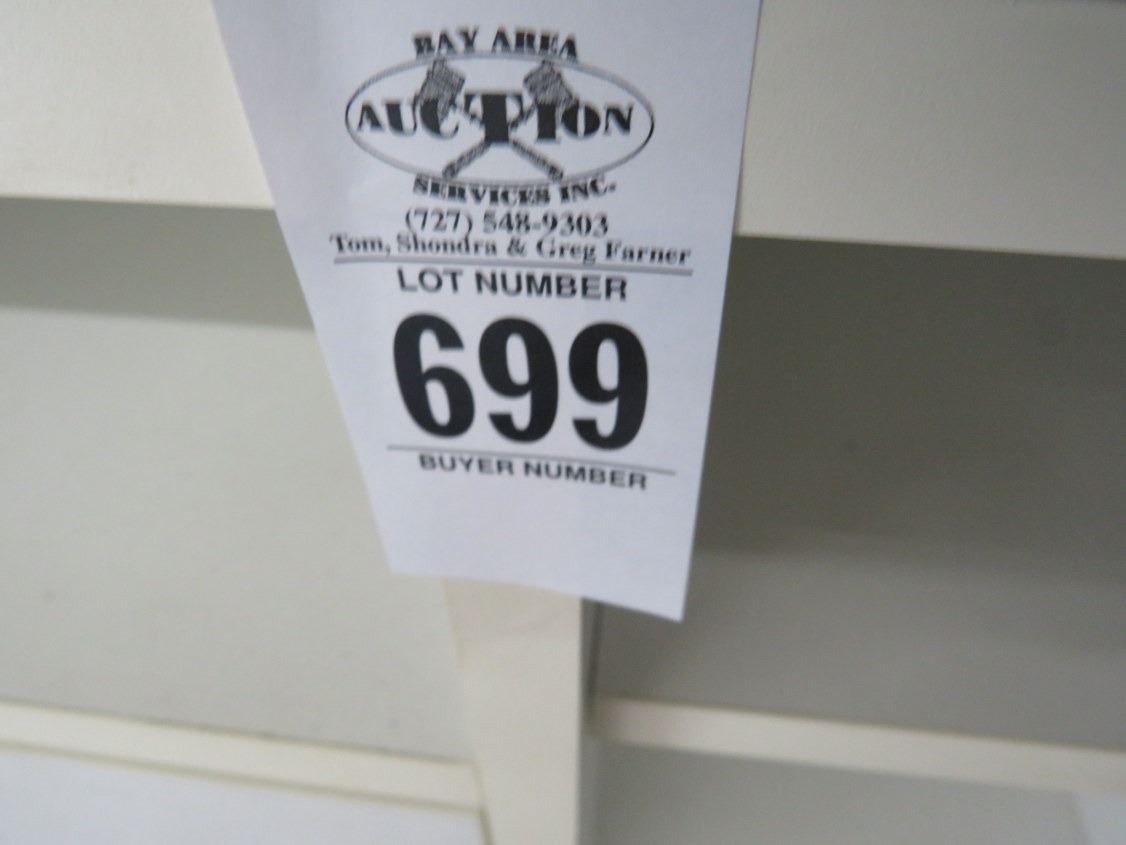 BAY AREA
AUCTION
SERVICES INC.
(727) 548-9303
Tom, Shondra & Greg Farner
LOT NUMBER
699
BUYER NUMBER